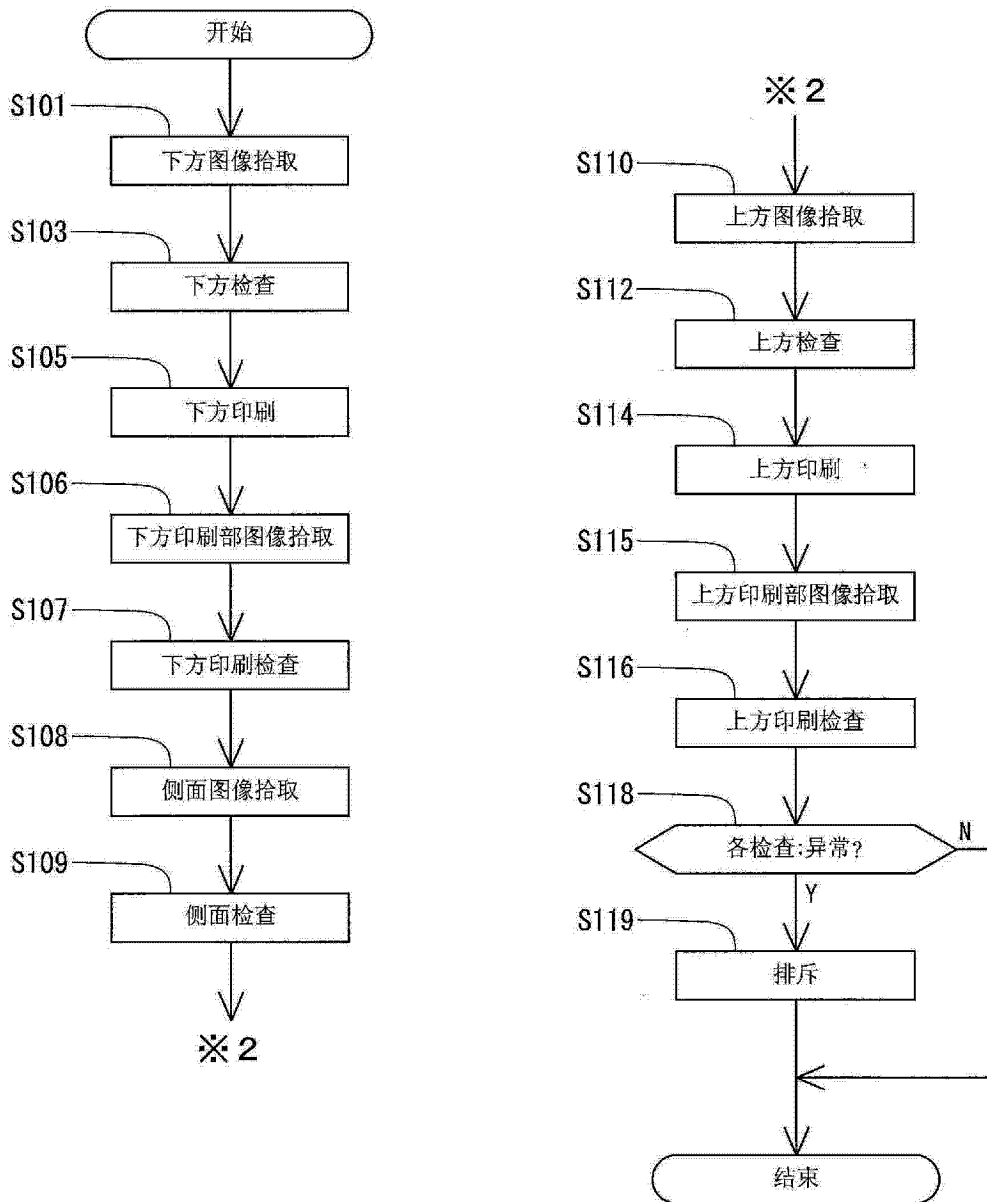 开始
S101
下方图像拾取
S103
下方检查
S105
下方印刷
S106
下方印刷部图像拾取
S107
下方印刷检查
S108
侧面图像拾取
S109
侧面检查
※2
※2
S110
上方图像拾取
S112
上方检查
S114
上方印刷
S115
上方印刷部图像拾取
S116
上方印刷检查
S118
各检查;异常?
N
Y
S119
排斥
结束